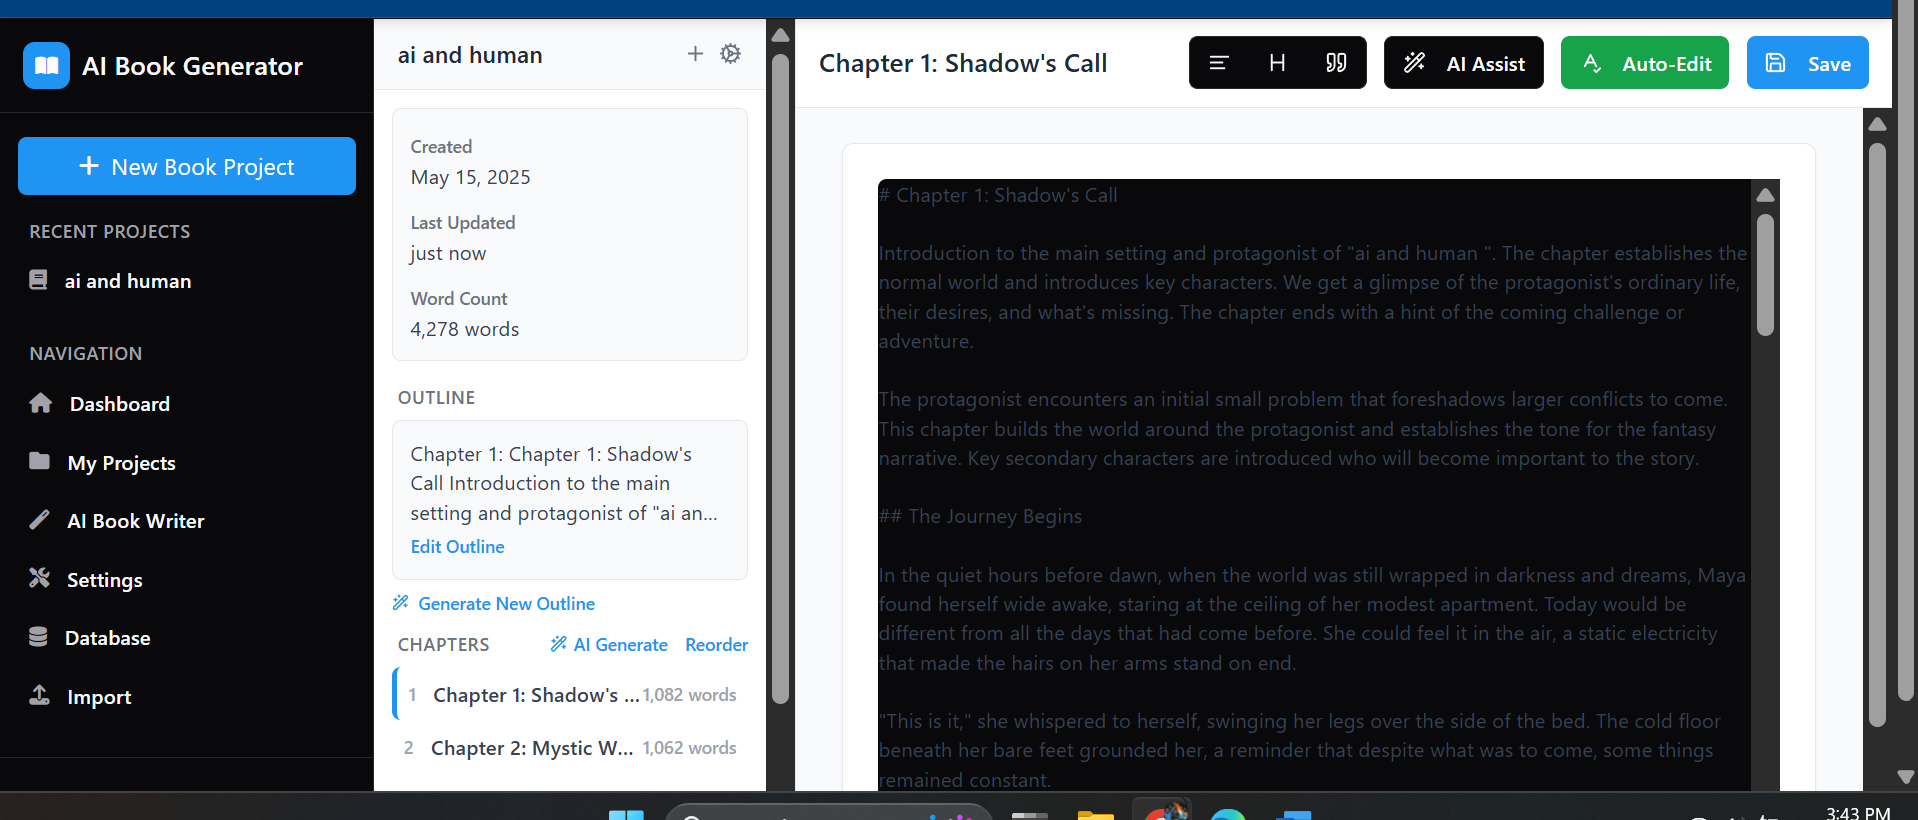 AI Book Generator
New Book Project
RECENT PROJECTS
ai and human
NAVIGATION
Dashboard
My Projects
AI Book Writer
Settings
Database
Import
ai and human
Created
May 15, 2025
Last Updated
just now
Word Count
4,278 words
OUTLINE
Chapter 1: Chapter 1: Shadow's
Call Introduction to the main
setting and protagonist of "ai an...
Edit Outline
Generate New Outline
CHAPTERS AI Generate Reorder
1 Chapter 1: Shadow's ... 1,082 words
2 Chapter 2: Mystic W... 1,062 words
Chapter 1: Shadow's Call
H
AI Assist
Auto-Edit
Save
# Chapter 1: Shadow's Call
Introduction to the main setting and protagonist of "ai and human ". The chapter establishes the
normal world and introduces key characters. We get a glimpse of the protagonist's ordinary life,
their desires, and what's missing. The chapter ends with a hint of the coming challenge or
adventure.
The protagonist encounters an initial small problem that foreshadows larger conflicts to come.
This chapter builds the world around the protagonist and establishes the tone for the fantasy
narrative. Key secondary characters are introduced who will become important to the story.
## The Journey Begins
In the quiet hours before dawn, when the world was still wrapped in darkness and dreams, Maya
found herself wide awake, staring at the ceiling of her modest apartment. Today would be
different from all the days that had come before. She could feel it in the air, a static electricity
that made the hairs on her arms stand on end.
"This is it," she whispered to herself, swinging her legs over the side of the bed. The cold floor
beneath her bare feet grounded her, a reminder that despite what was to come, some things
remained constant.
3:43 PM